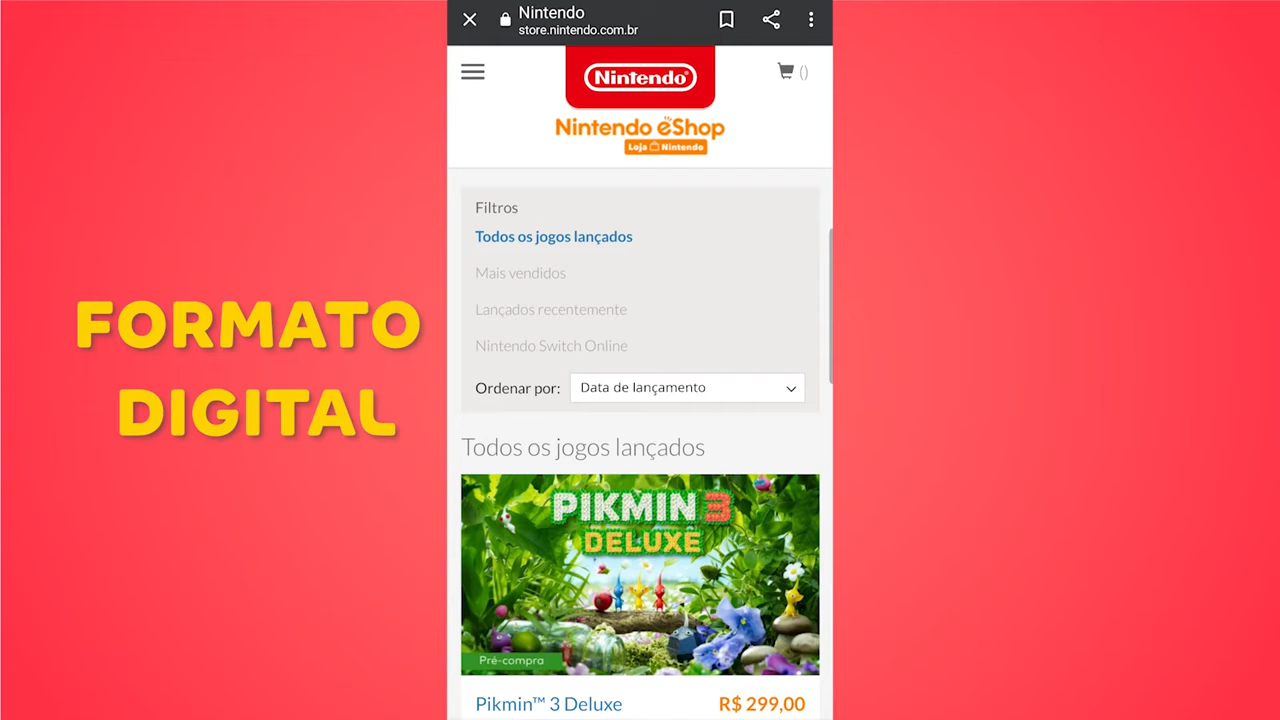 Nintendo
store.nintendo.com.br
Nintendo®
()
Nintendo eShop
Loja Nintendo
Filtros
Todos os jogos lançados
Mais vendidos
Lançados recentemente
Nintendo Switch Online
Ordenar por: Data de lançamento
FORMATO
DIGITAL
Todos os jogos lançados
PIKMIN 3
DELUXE
Pré-compra
Pikmin™ 3 Deluxe R$ 299,00